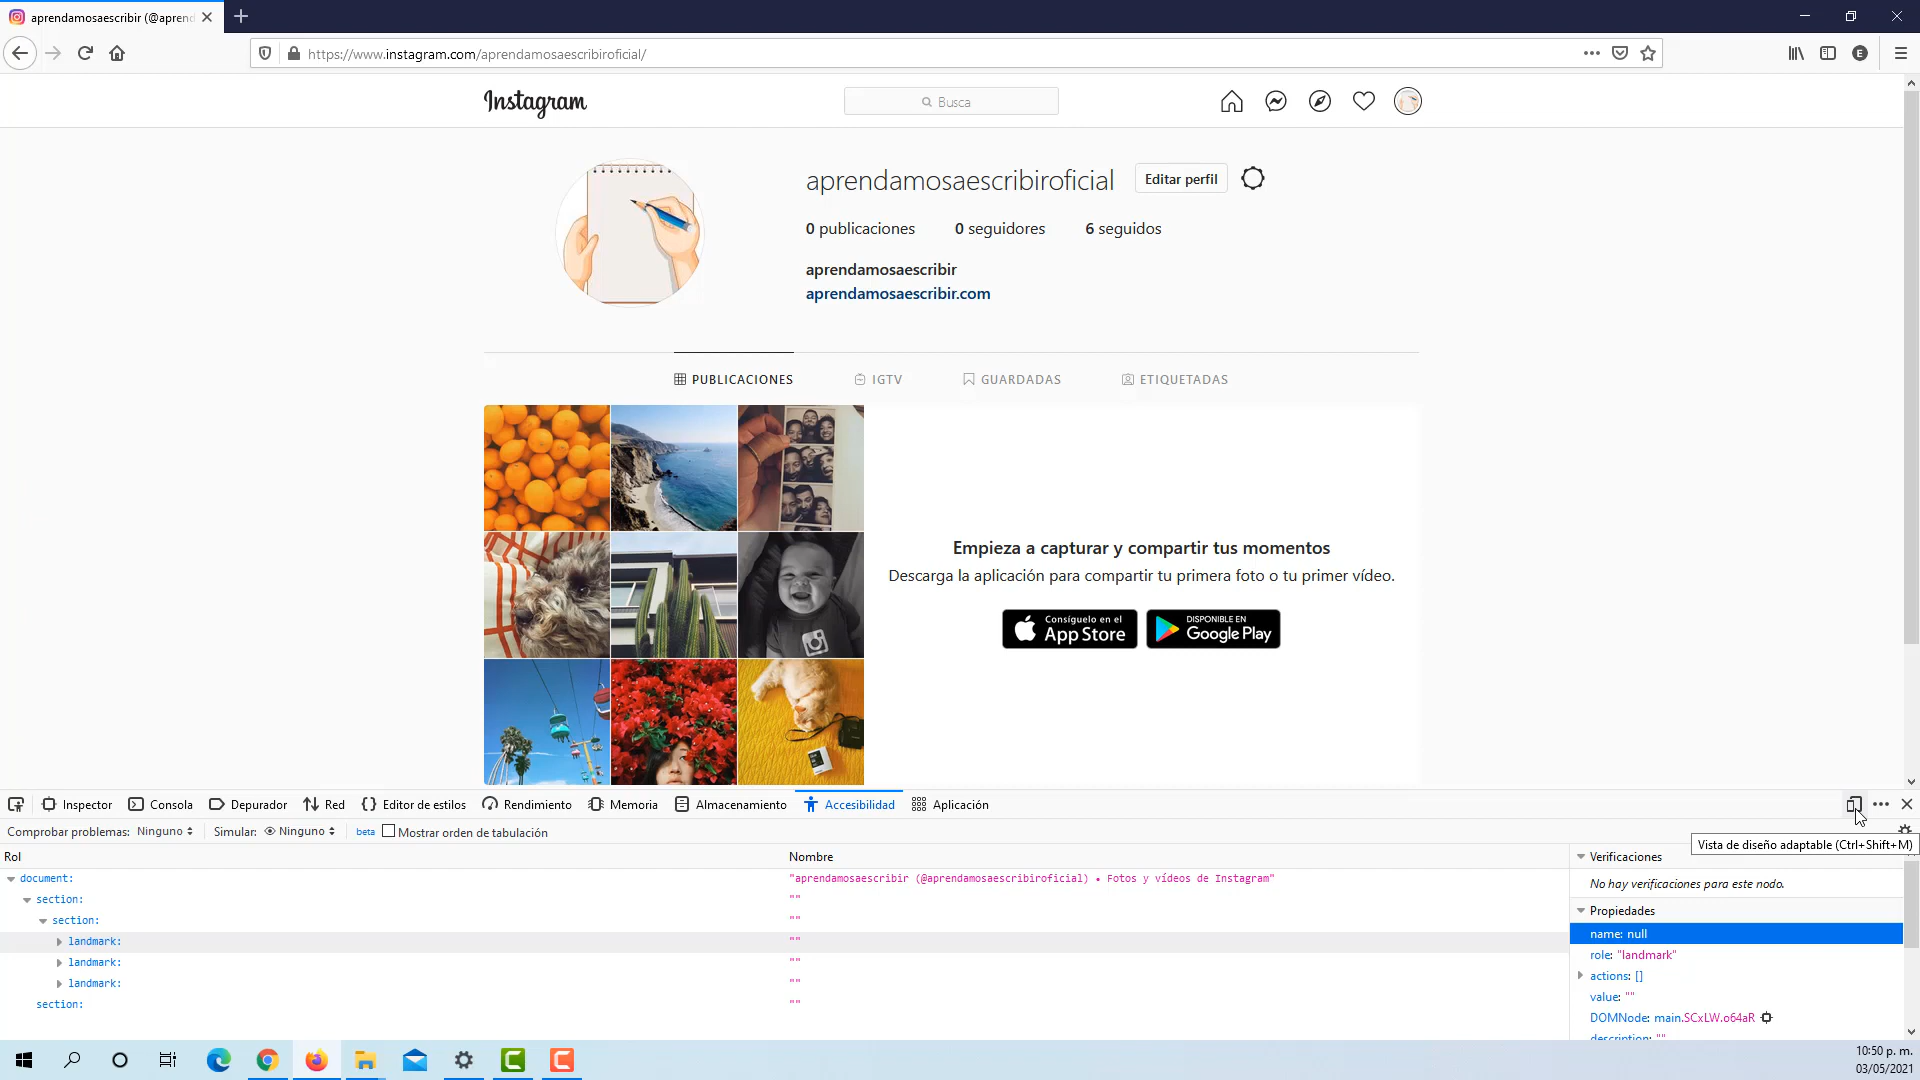 aprendamosaescribir (@aprend
https://www.instagram.com/aprendamosaescribiroficial/
E
Instagram
Busca
aprendamosaescribiroficial
Editar perfil
0 publicaciones 0 seguidores 6 seguidos
aprendamosaescribir
aprendamosaescribir.com
PUBLICACIONES IGTV GUARDADAS ETIQUETADAS
Empieza a capturar y compartir tus momentos
Descarga la aplicación para compartir tu primera foto o tu primer vídeo.
Consíguelo en el
App Store
DISPONIBLE EN
Google Play
Inspector Consola Depurador Red Editor de estilos Rendimiento Memoria Almacenamiento Accesibilidad Aplicación
Comprobar problemas: Ninguno Simular: Ninguno beta Mostrar orden de tabulación
Vista de diseño adaptable (Ctrl+Shift+M)
Rol Nombre Verificaciones
document: "aprendamosaescribir (@aprendamosaescribiroficial) • Fotos y vídeos de Instagram"
No hay verificaciones para este nodo.
section: ""
Propiedades
section: ""
name: null
landmark: ""
role: "landmark"
landmark: ""
actions: []
landmark: ""
value: ""
section: ""
DOMNode: main.SCxLW.o64aR
description: ""
10:50 p. m.
03/05/2021